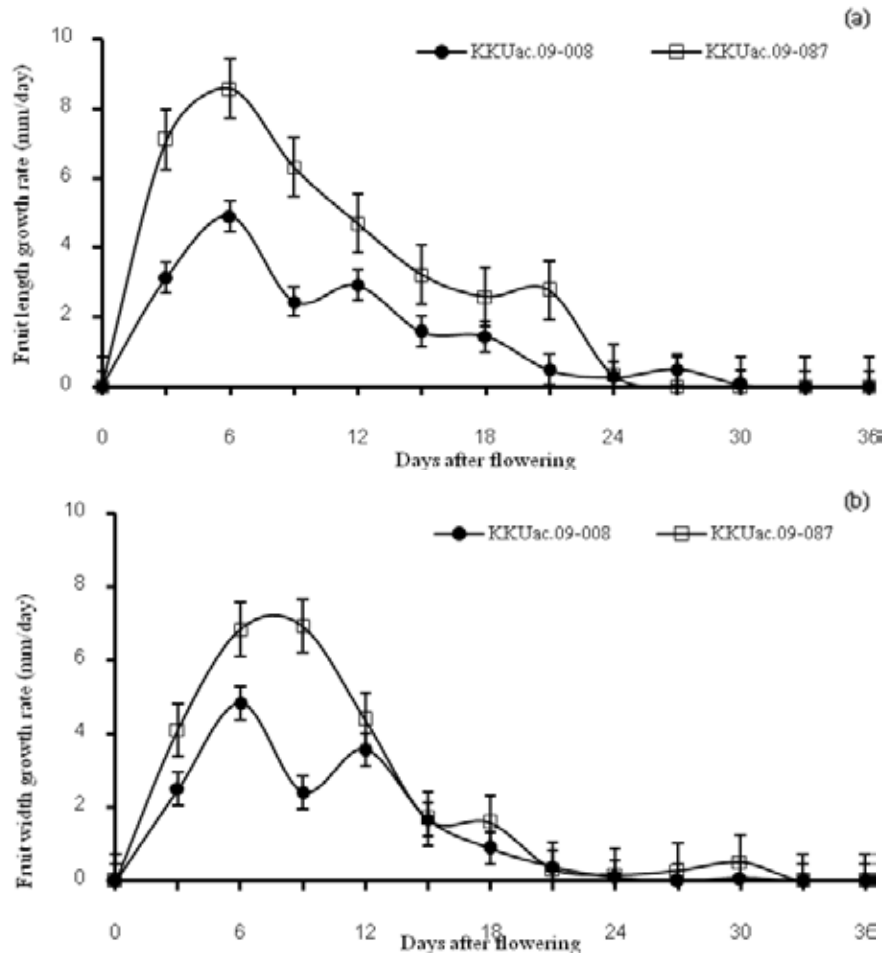 (a)
KKUac.09-008 KKUac.09-087
Fruit length growth rate (mm/day)
10
8
6
4
2
0
0 6 12 18 24 30 36
Days after flowering
(b)
KKUac.09-008 KKUac.09-087
Fruit width growth rate (mm/day)
10
8
6
4
2
0
0 6 12 18 24 30 36
Days after flowering